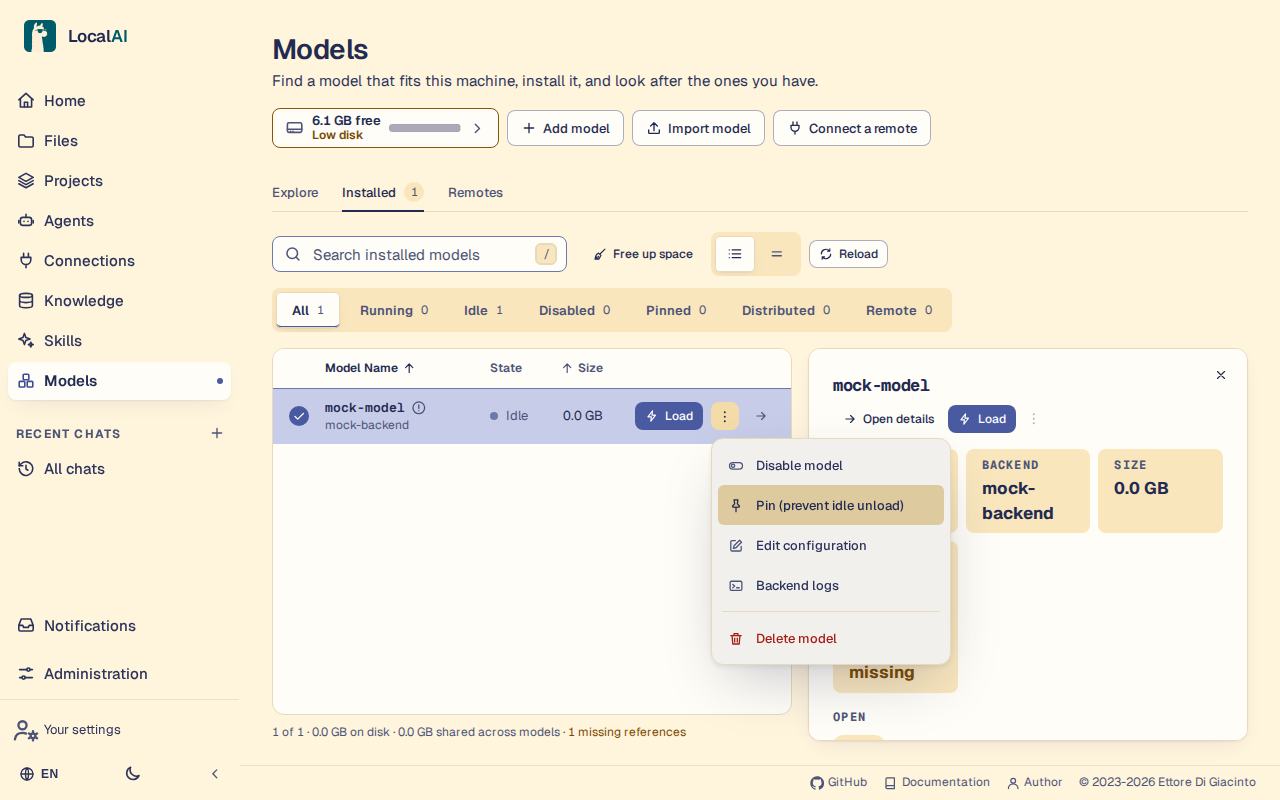 LocalAI
Home
Files
Projects
Agents
Connections
Knowledge
Skills
Models
RECENT CHATS
All chats
Notifications
Administration
Your settings
EN
Models
Find a model that fits this machine, install it, and look after the ones you have.
6.1 GB free
Low disk
Add model
Import model
Connect a remote
Explore
Installed 1
Remotes
Search installed models /
Free up space
Reload
All 1
Running 0
Idle 1
Disabled 0
Pinned 0
Distributed 0
Remote 0
Model Name
State
Size
mock-model
mock-backend
Idle
0.0 GB
Load
Disable model
Pin (prevent idle unload)
Edit configuration
Backend logs
Delete model
1 of 1 · 0.0 GB on disk · 0.0 GB shared across models · 1 missing references
mock-model
Open details
Load
BACKEND
mock-
backend
SIZE
0.0 GB
missing
OPEN
GitHub
Documentation
Author
© 2023-2026 Ettore Di Giacinto